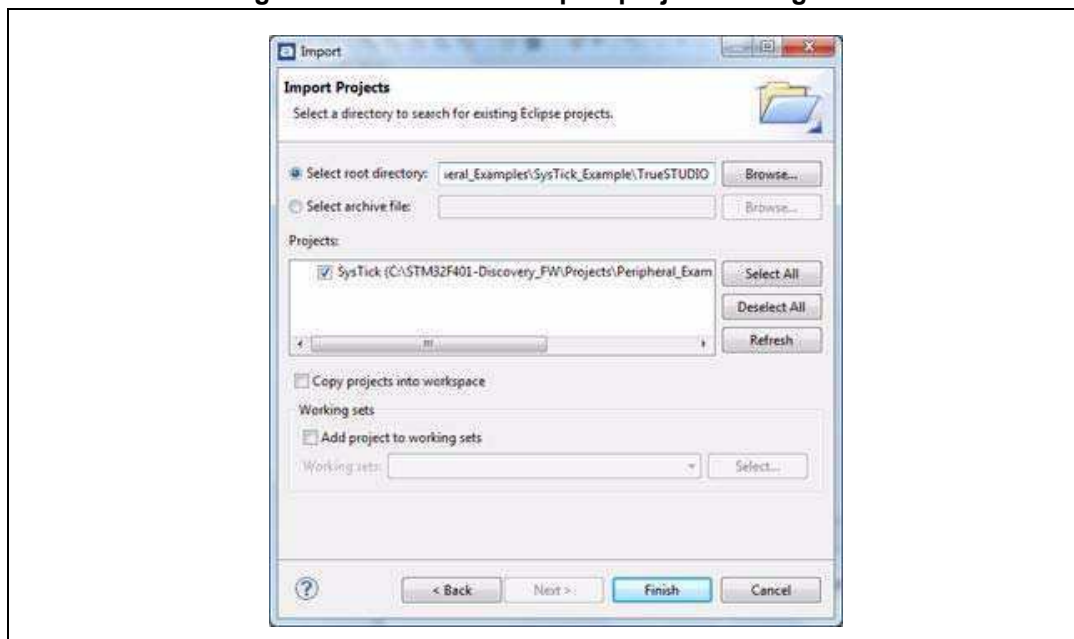 Import
Import Projects
Select a directory to search for existing Eclipse projects.
Select root directory: eral_Examples\SysTick_Example\TrueSTUDIO Browse...
Select archive file: Browse...
Projects:
SysTick (C:\STM32F401-Discovery_FW\Projects\Peripheral_Exam
Select All
Deselect All
Refresh
Copy projects into workspace
Working sets
Add project to working sets
Working sets: Select...
< Back Next > Finish Cancel